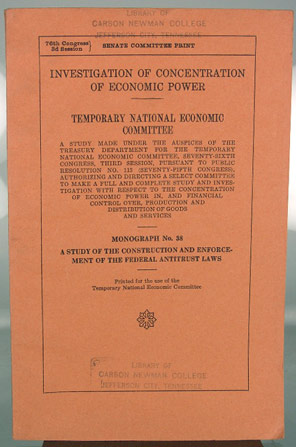 LIBRARY OF
CARSON NEWMAN COLLEGE
JEFFERSON CITY, TENNESSEE
76th Congress
3d Session
SENATE COMMITTEE PRINT
INVESTIGATION OF CONCENTRATION
OF ECONOMIC POWER
TEMPORARY NATIONAL ECONOMIC
COMMITTEE
A STUDY MADE UNDER THE AUSPICES OF THE
TREASURY DEPARTMENT FOR THE TEMPORARY
NATIONAL ECONOMIC COMMITTEE, SEVENTY-SIXTH
CONGRESS, THIRD SESSION, PURSUANT TO PUBLIC
RESOLUTION NO. 113 (SEVENTY-FIFTH CONGRESS),
AUTHORIZING AND DIRECTING A SELECT COMMITTEE
TO MAKE A FULL AND COMPLETE STUDY AND INVES-
TIGATION WITH RESPECT TO THE CONCENTRATION
OF ECONOMIC POWER IN, AND FINANCIAL
CONTROL OVER, PRODUCTION AND
DISTRIBUTION OF GOODS
AND SERVICES
MONOGRAPH No. 38
A STUDY OF THE CONSTRUCTION AND ENFORCE-
MENT OF THE FEDERAL ANTITRUST LAWS
Printed for the use of the
Temporary National Economic Committee
LIBRARY OF
CARSON NEWMAN COLLEGE
JEFFERSON CITY, TENNESSEE